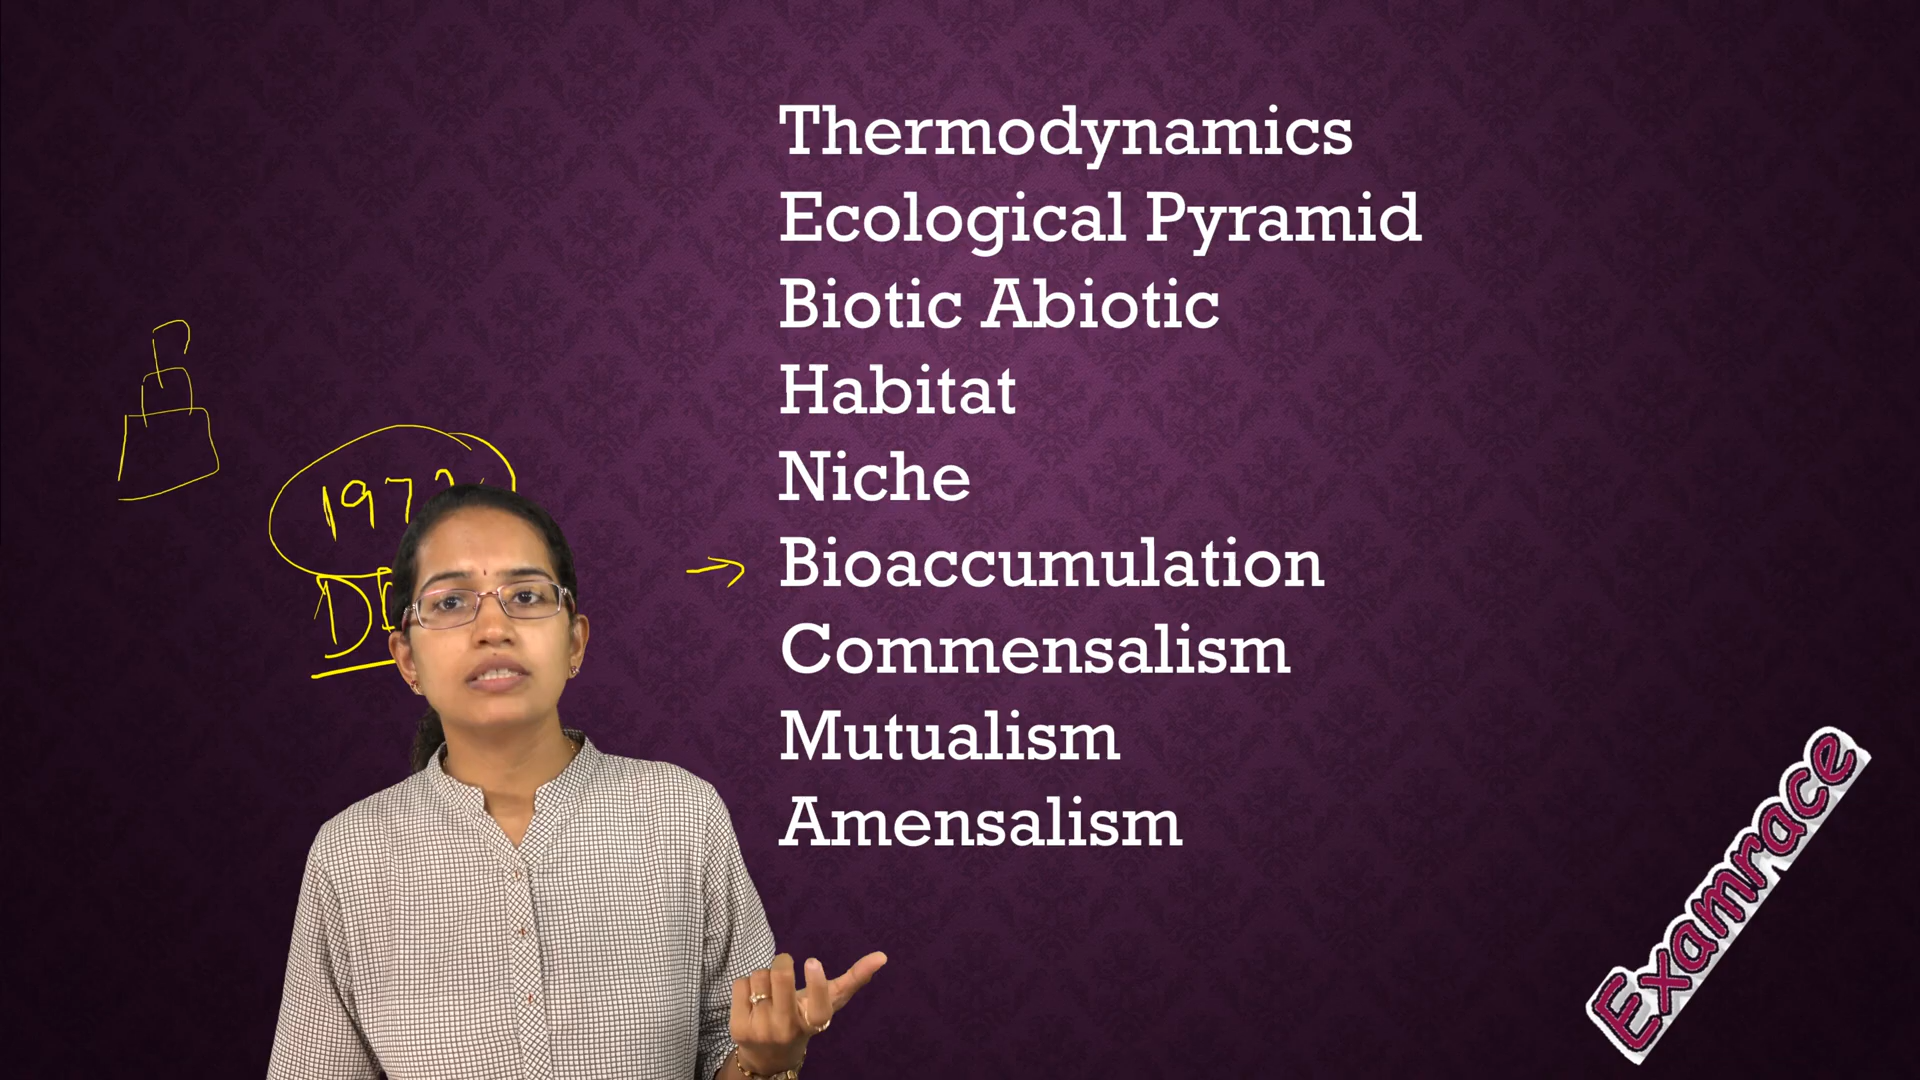 Thermodynamics
Ecological Pyramid
Biotic Abiotic
Habitat
Niche
Bioaccumulation
Commensalism
Mutualism
Amensalism
Examrace